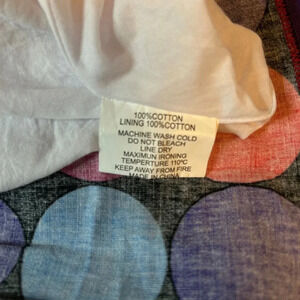 100%COTTON
LINING 100%COTTON
MACHINE WASH COLD
DO NOT BLEACH
LINE DRY
MAXIMUN IRONING
TEMPERTURE 110°C
KEEP AWAY FROM FIRE
MADE IN CHINA